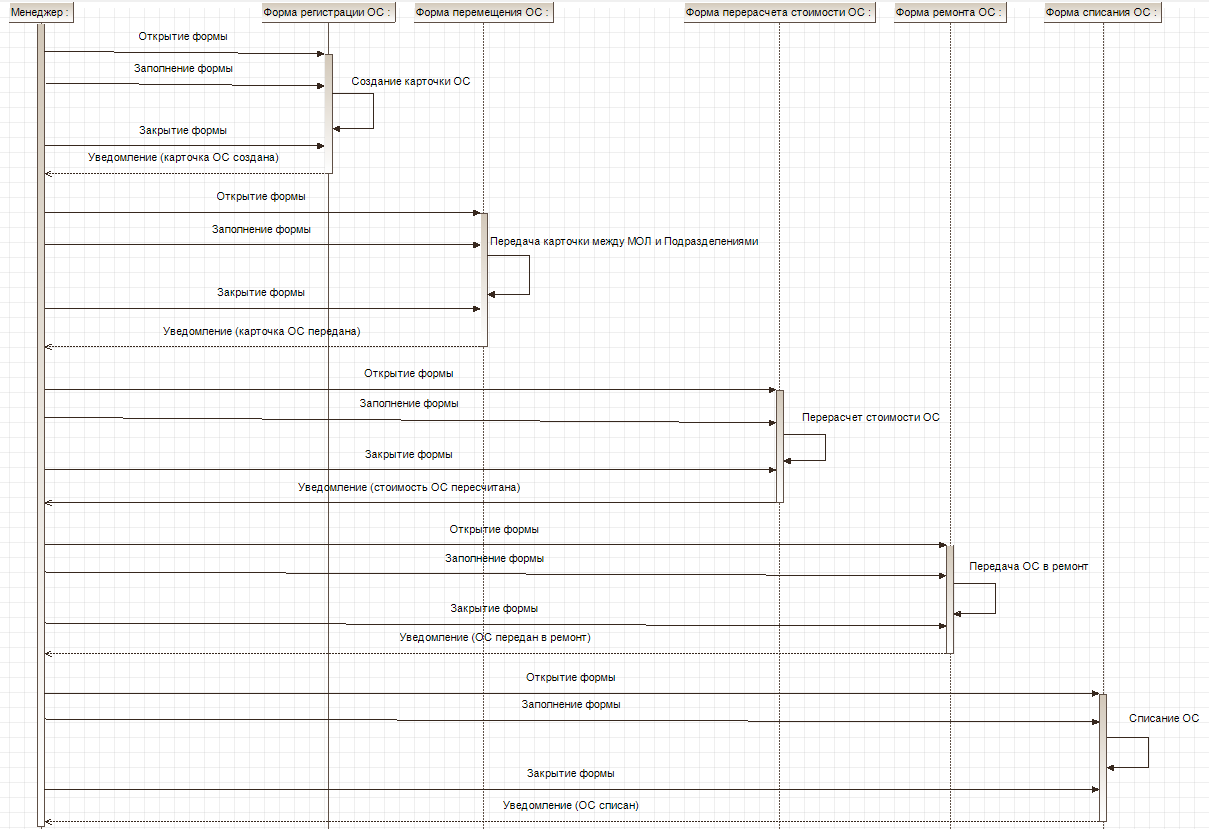 Менеджер :
Форма регистрации ОС :
Форма перемещения ОС :
Форма перерасчета стоимости ОС :
Форма ремонта ОС :
Форма списания ОС :
Открытие формы
Заполнение формы
Создание карточки ОС
Закрытие формы
Уведомление (карточка ОС создана)
Открытие формы
Заполнение формы
Передача карточки между МОЛ и Подразделениями
Закрытие формы
Уведомление (карточка ОС передана)
Открытие формы
Заполнение формы
Перерасчет стоимости ОС
Закрытие формы
Уведомление (стоимость ОС пересчитана)
Открытие формы
Заполнение формы
Передача ОС в ремонт
Закрытие формы
Уведомление (ОС передан в ремонт)
Открытие формы
Заполнение формы
Списание ОС
Закрытие формы
Уведомление (ОС списан)